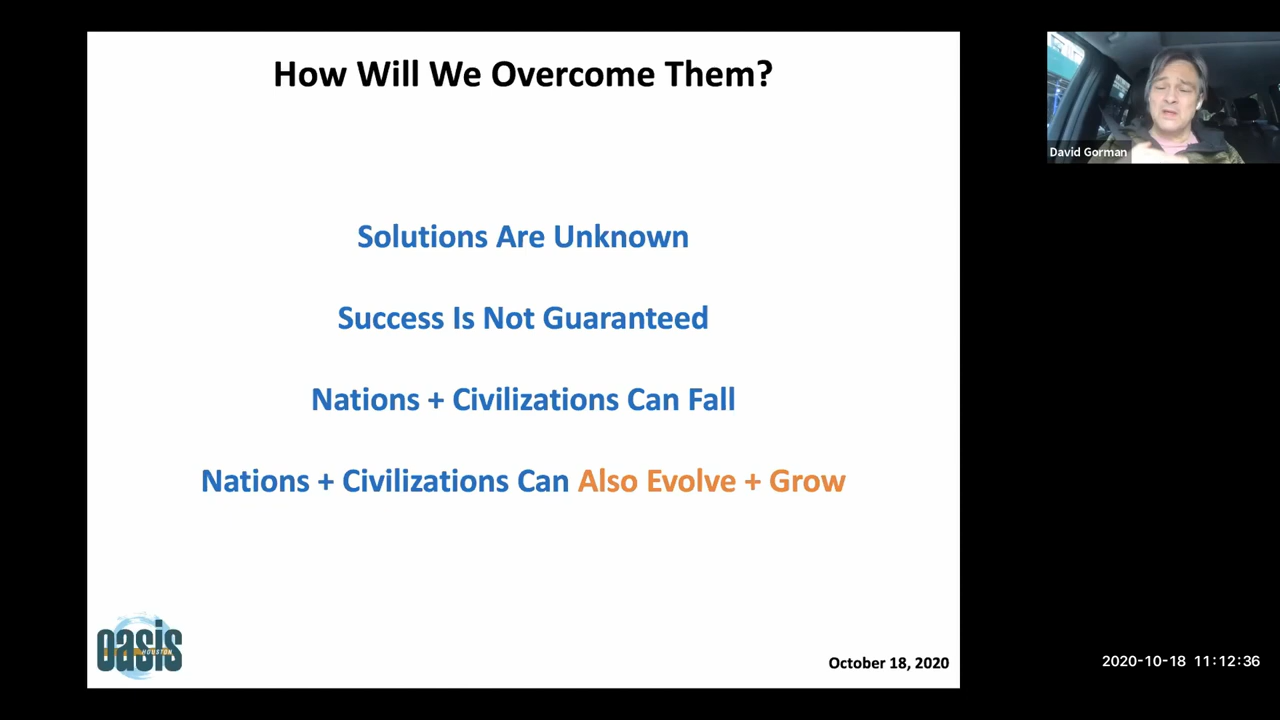 How Will We Overcome Them?
David Gorman
Solutions Are Unknown
Success Is Not Guaranteed
Nations + Civilizations Can Fall
Nations + Civilizations Can Also Evolve + Grow
oasis
HOUSTON
October 18, 2020
2020-10-18 11:12:36